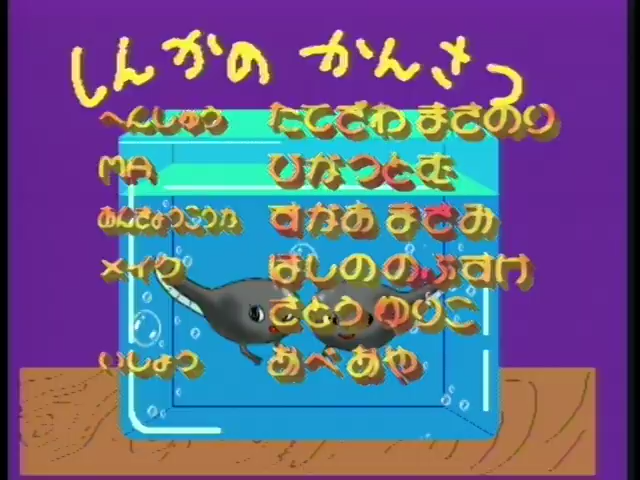 しんかの かんさつ
へんしゅう たてざわ まさのり
MA ひなつとむ
おんきょうこうか すがあ まさみ
メイク はしの のぶすけ
さとう ゆりこ
いしょう あべ あや